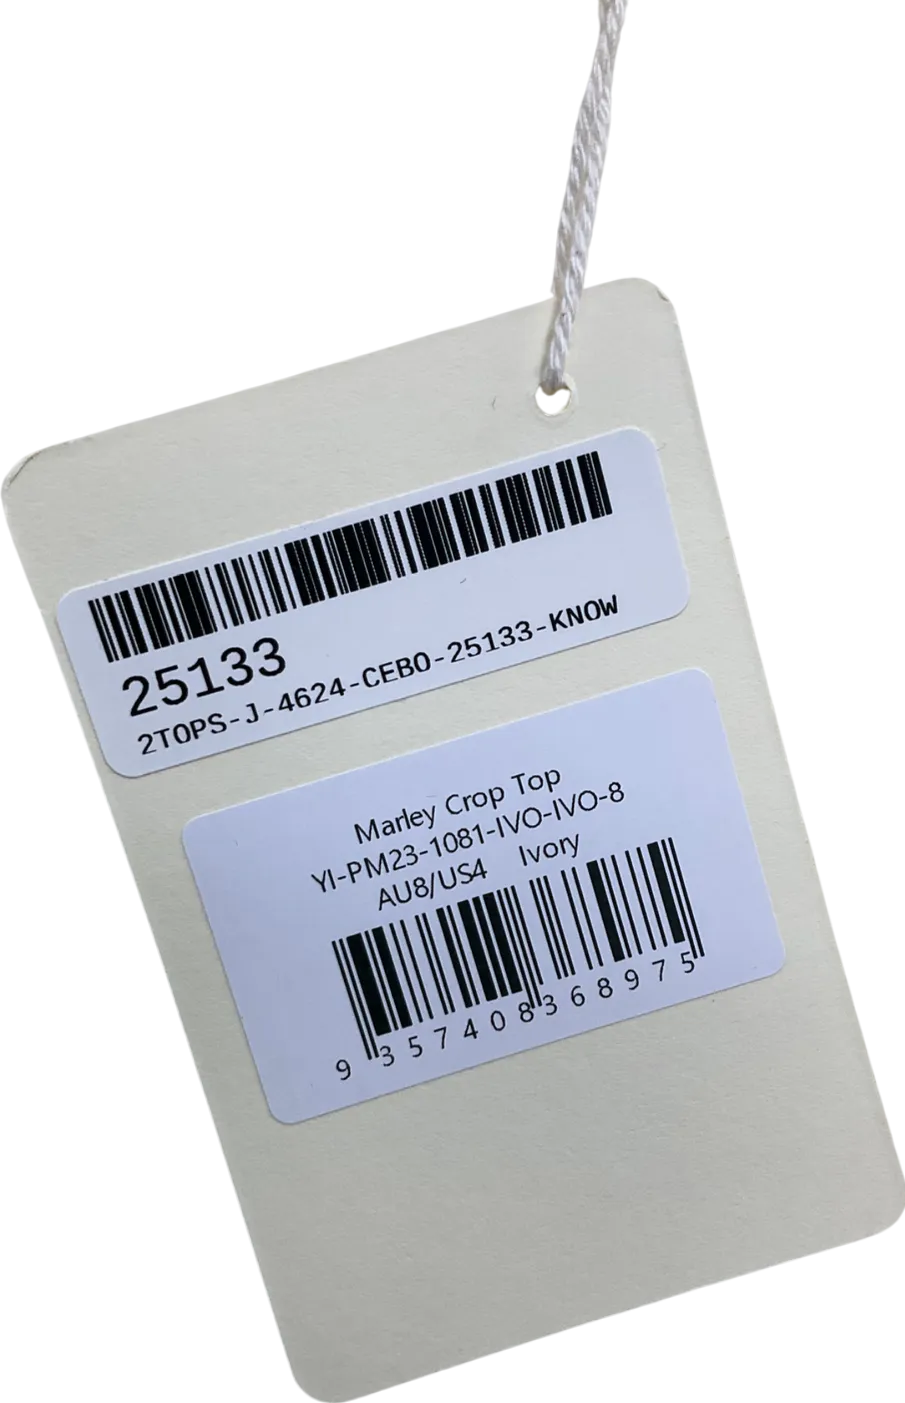 25133
2TOPS-J-4624-CEBO-25133-KNOW
Marley Crop Top
YI-PM23-1081-IVO-IVO-8
AU8/US4 Ivory
9 357408 368975